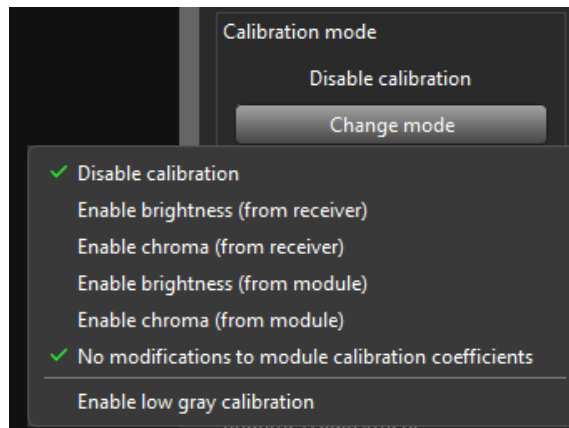 Calibration mode
Disable calibration
Change mode
Disable calibration
Enable brightness (from receiver)
Enable chroma (from receiver)
Enable brightness (from module)
Enable chroma (from module)
No modifications to module calibration coefficients
Enable low gray calibration